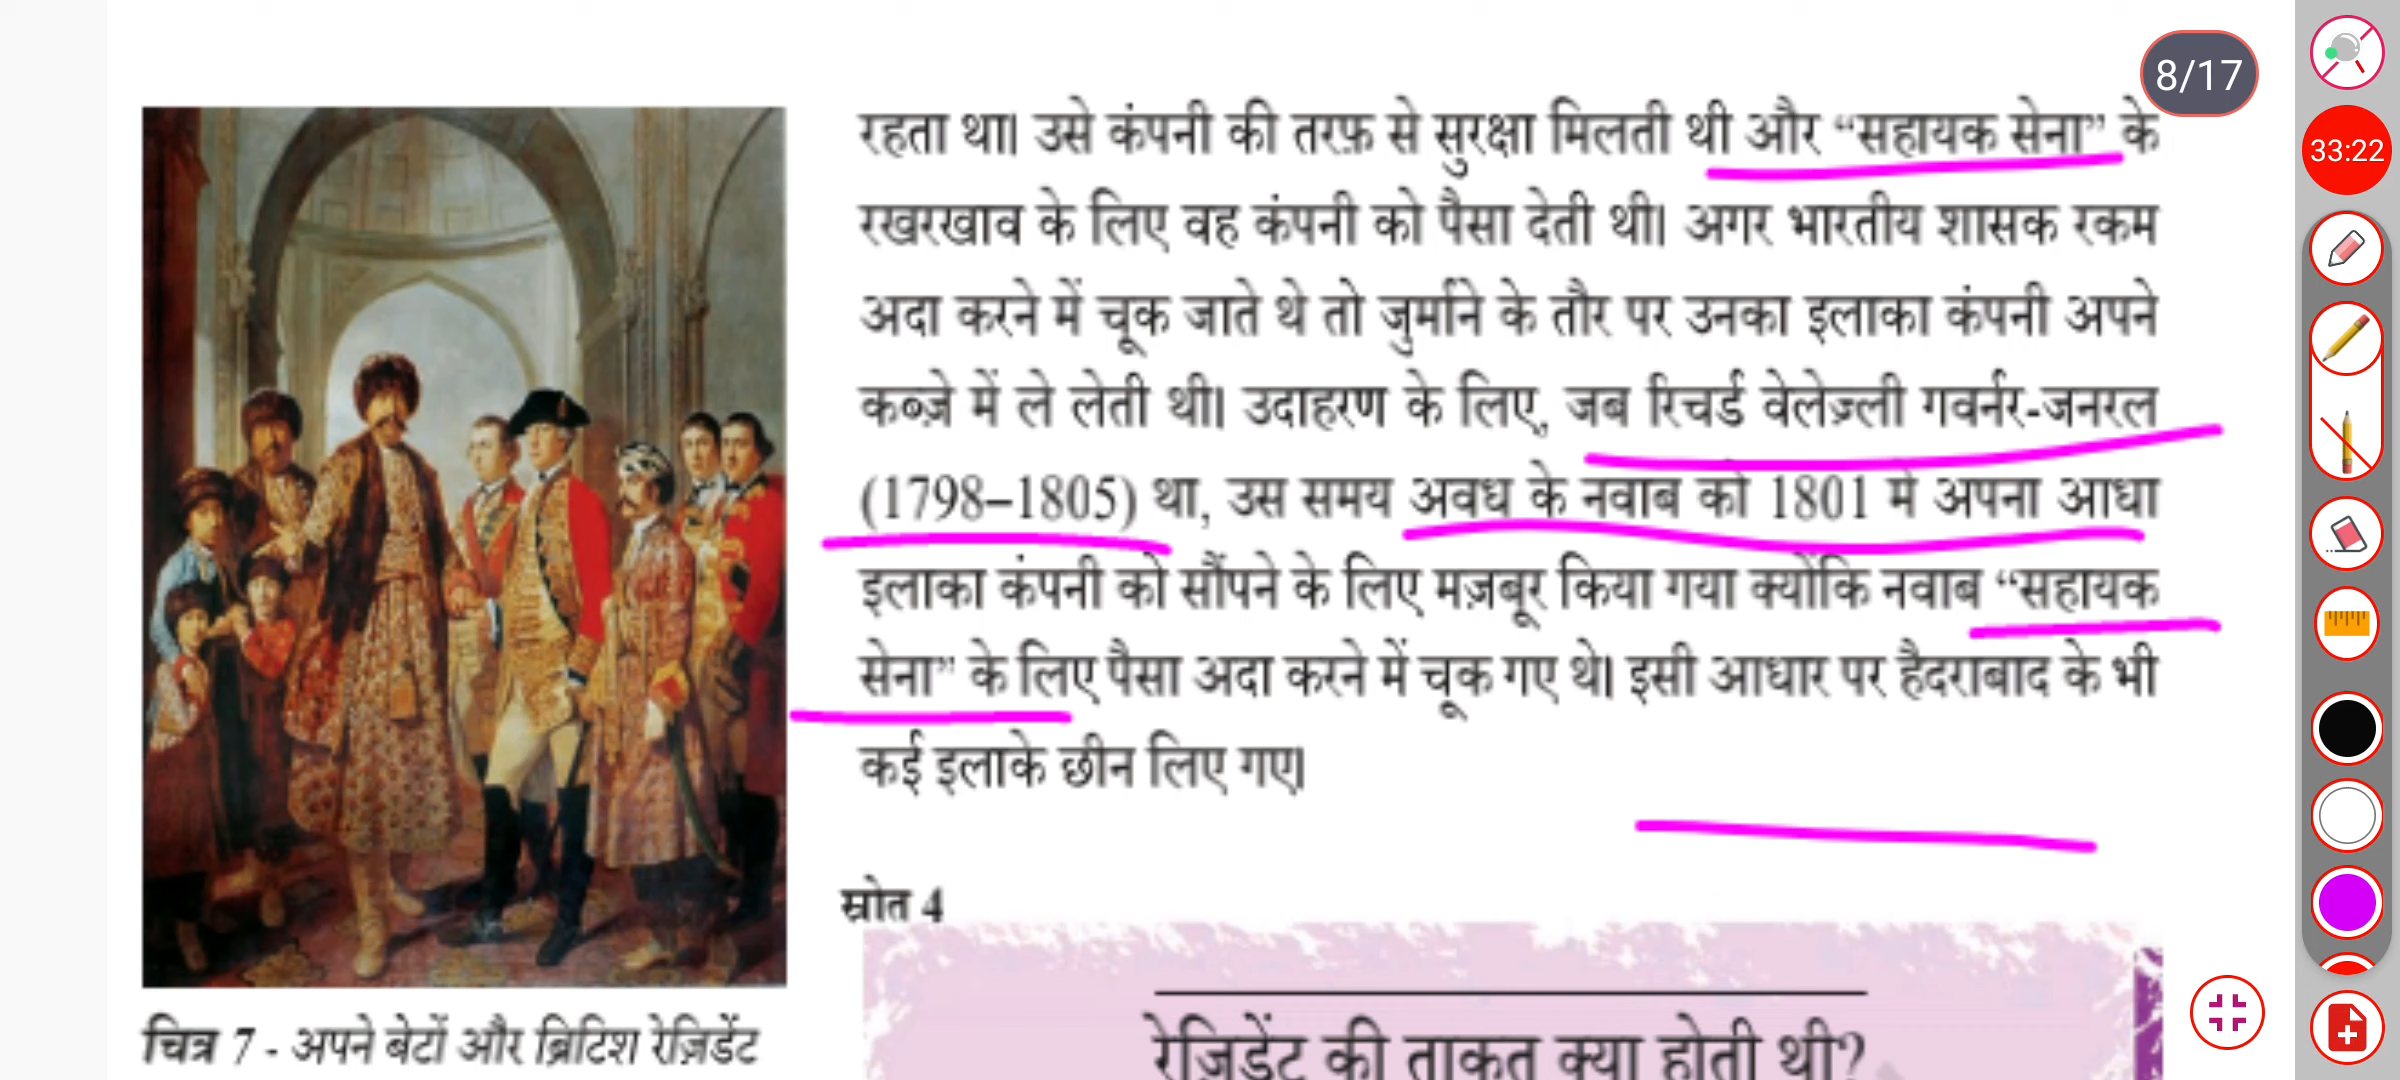 8/17
33:22
रहता था। उसे कंपनी की तरफ़ से सुरक्षा मिलती थी और “सहायक सेना” के
रखरखाव के लिए वह कंपनी को पैसा देती थी। अगर भारतीय शासक रकम
अदा करने में चूक जाते थे तो जुर्माने के तौर पर उनका इलाका कंपनी अपने
कब्ज़े में ले लेती थी। उदाहरण के लिए, जब रिचर्ड वेलेज़्ली गवर्नर-जनरल
(1798–1805) था, उस समय अवध के नवाब को 1801 में अपना आधा
इलाका कंपनी को सौंपने के लिए मज़बूर किया गया क्योंकि नवाब “सहायक
सेना” के लिए पैसा अदा करने में चूक गए थे। इसी आधार पर हैदराबाद के भी
कई इलाके छीन लिए गए।
स्रोत 4
रेज़िडेंट की ताकत क्या होती थी?
चित्र 7 - अपने बेटों और ब्रिटिश रेज़िडेंट